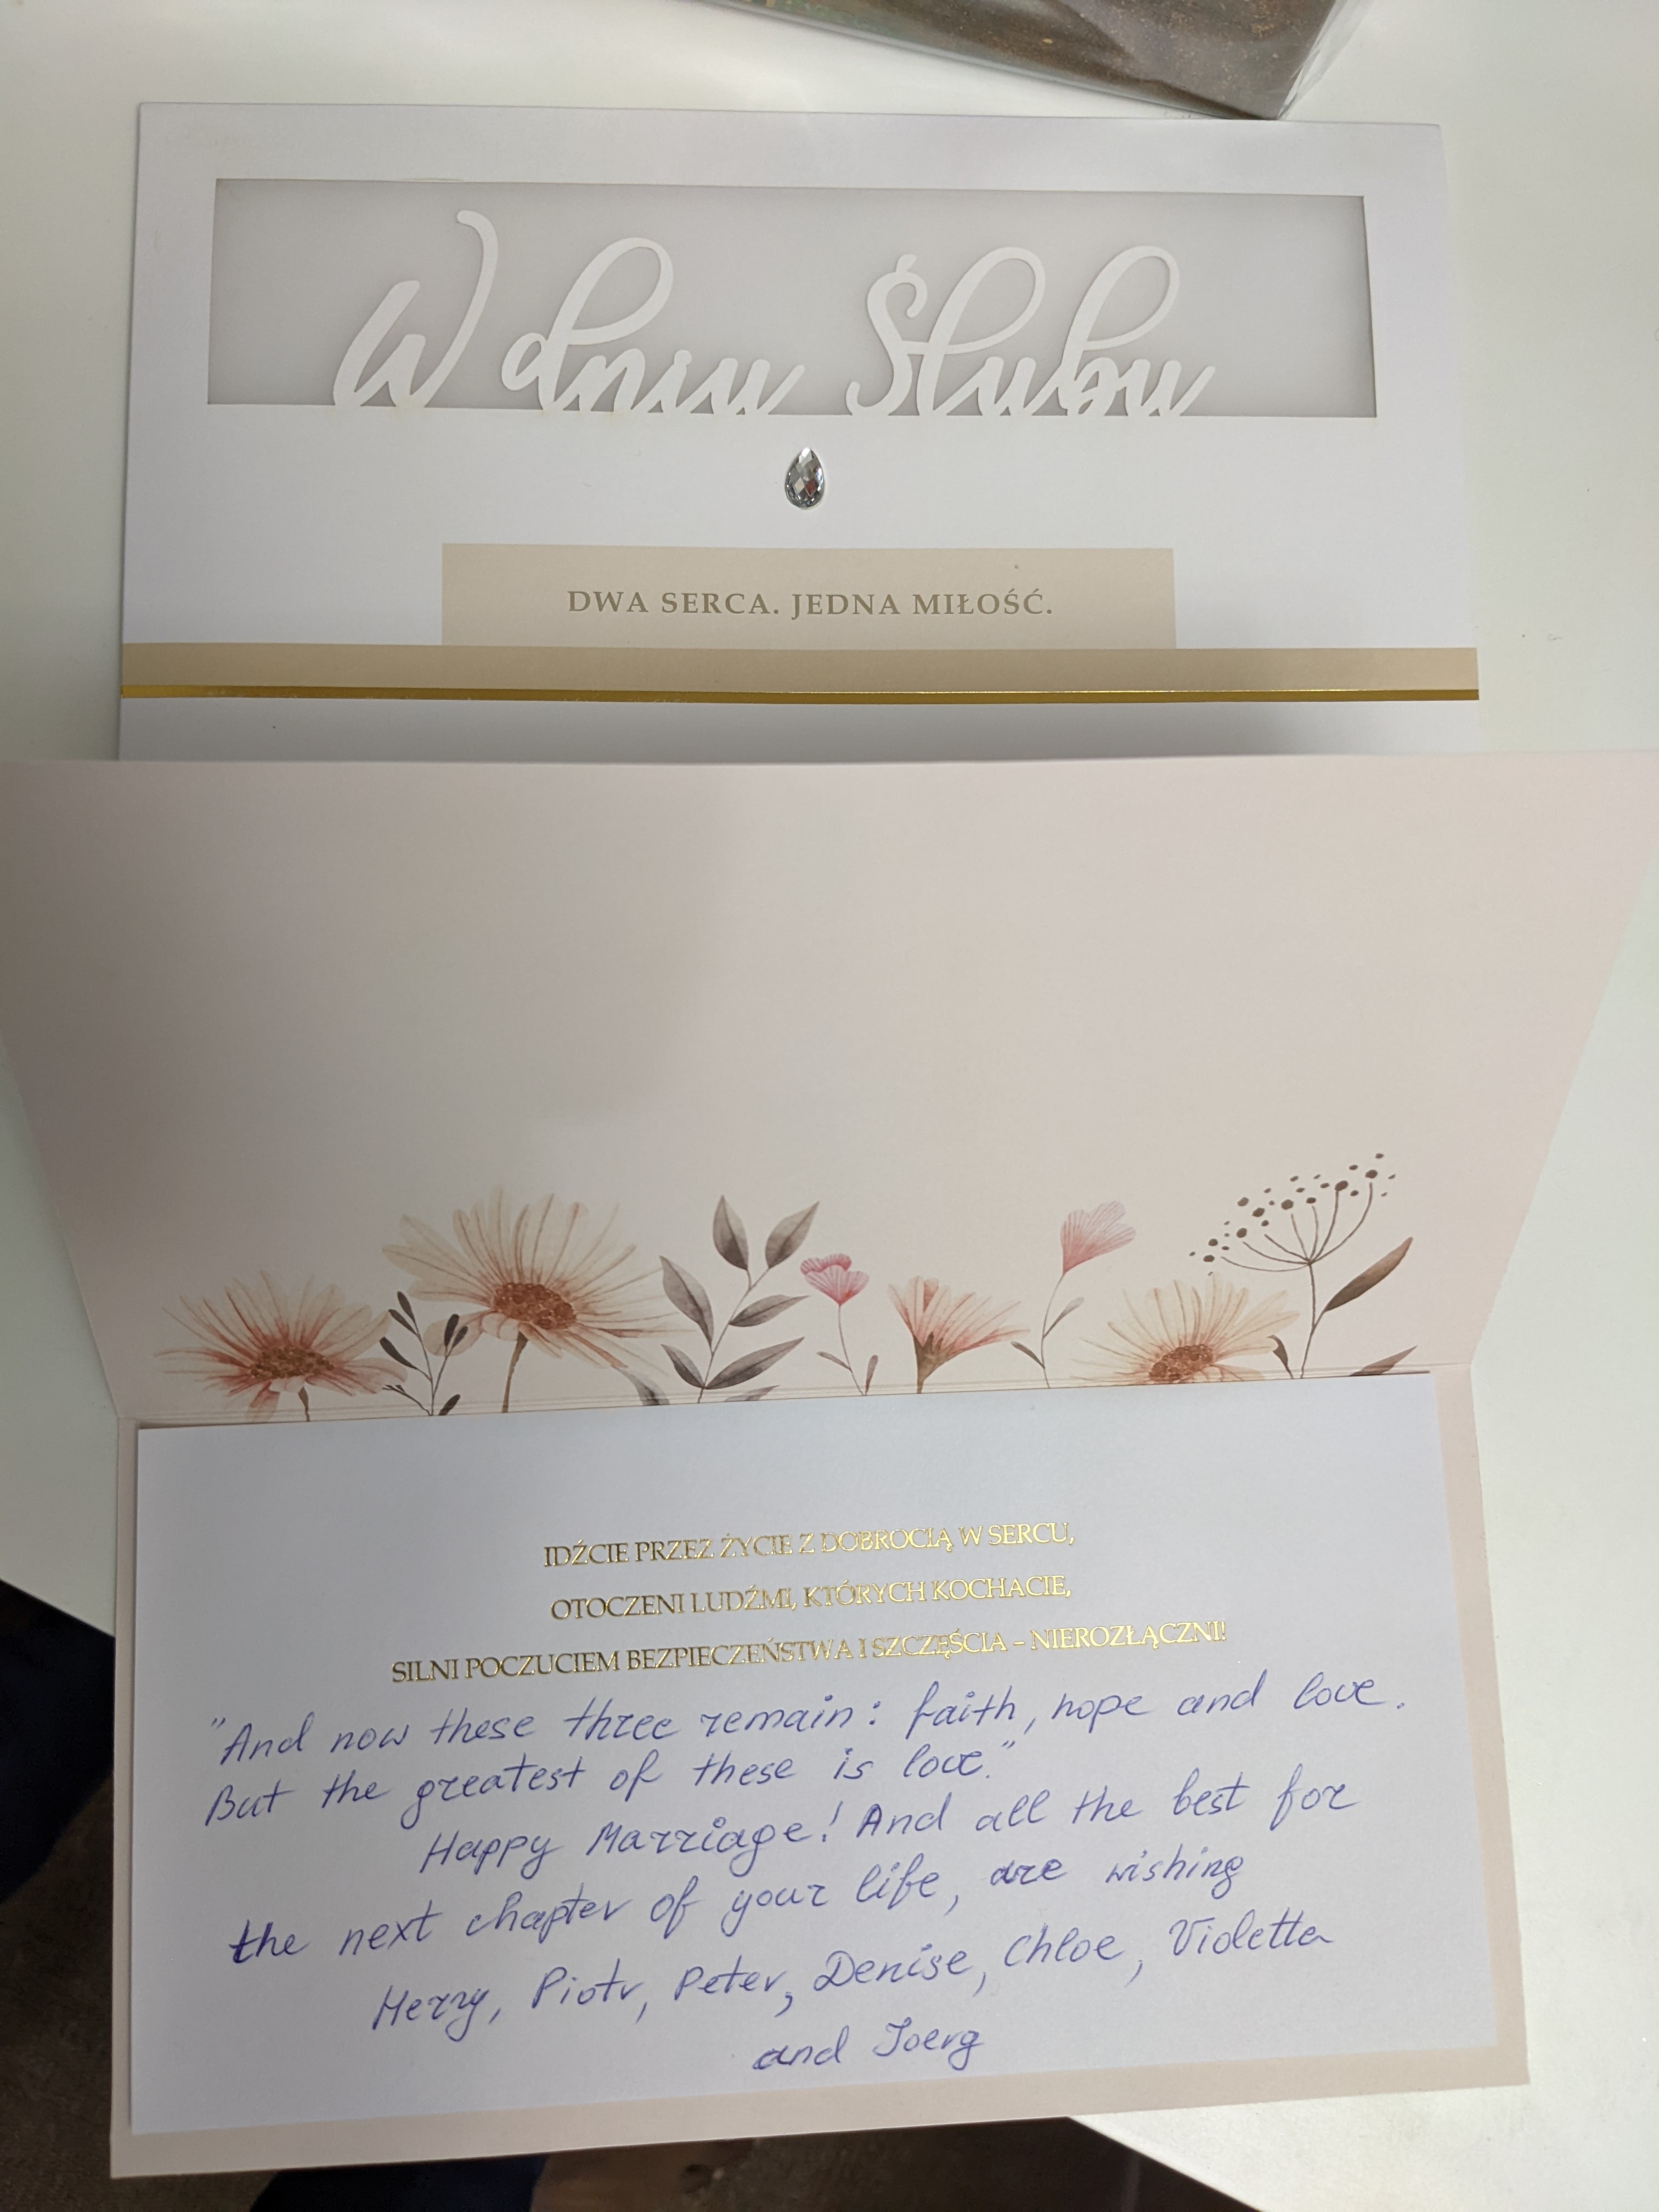 W dniu Ślubu
DWA SERCA. JEDNA MIŁOŚĆ.
IDŹCIE PRZEZ ŻYCIE Z DOBROCIĄ W SERCU,
OTOCZENI LUDŹMI, KTÓRYCH KOCHACIE,
SILNI POCZUCIEM BEZPIECZEŃSTWA I SZCZĘŚCIA – NIEROZŁĄCZNI!
"And now these three remain: faith, hope and love.
But the greatest of these is love."
Happy Marriage! And all the best for
the next chapter of your life, are wishing
Merry, Piotr, Peter, Denise, Chloe, Violetta
and Joerg